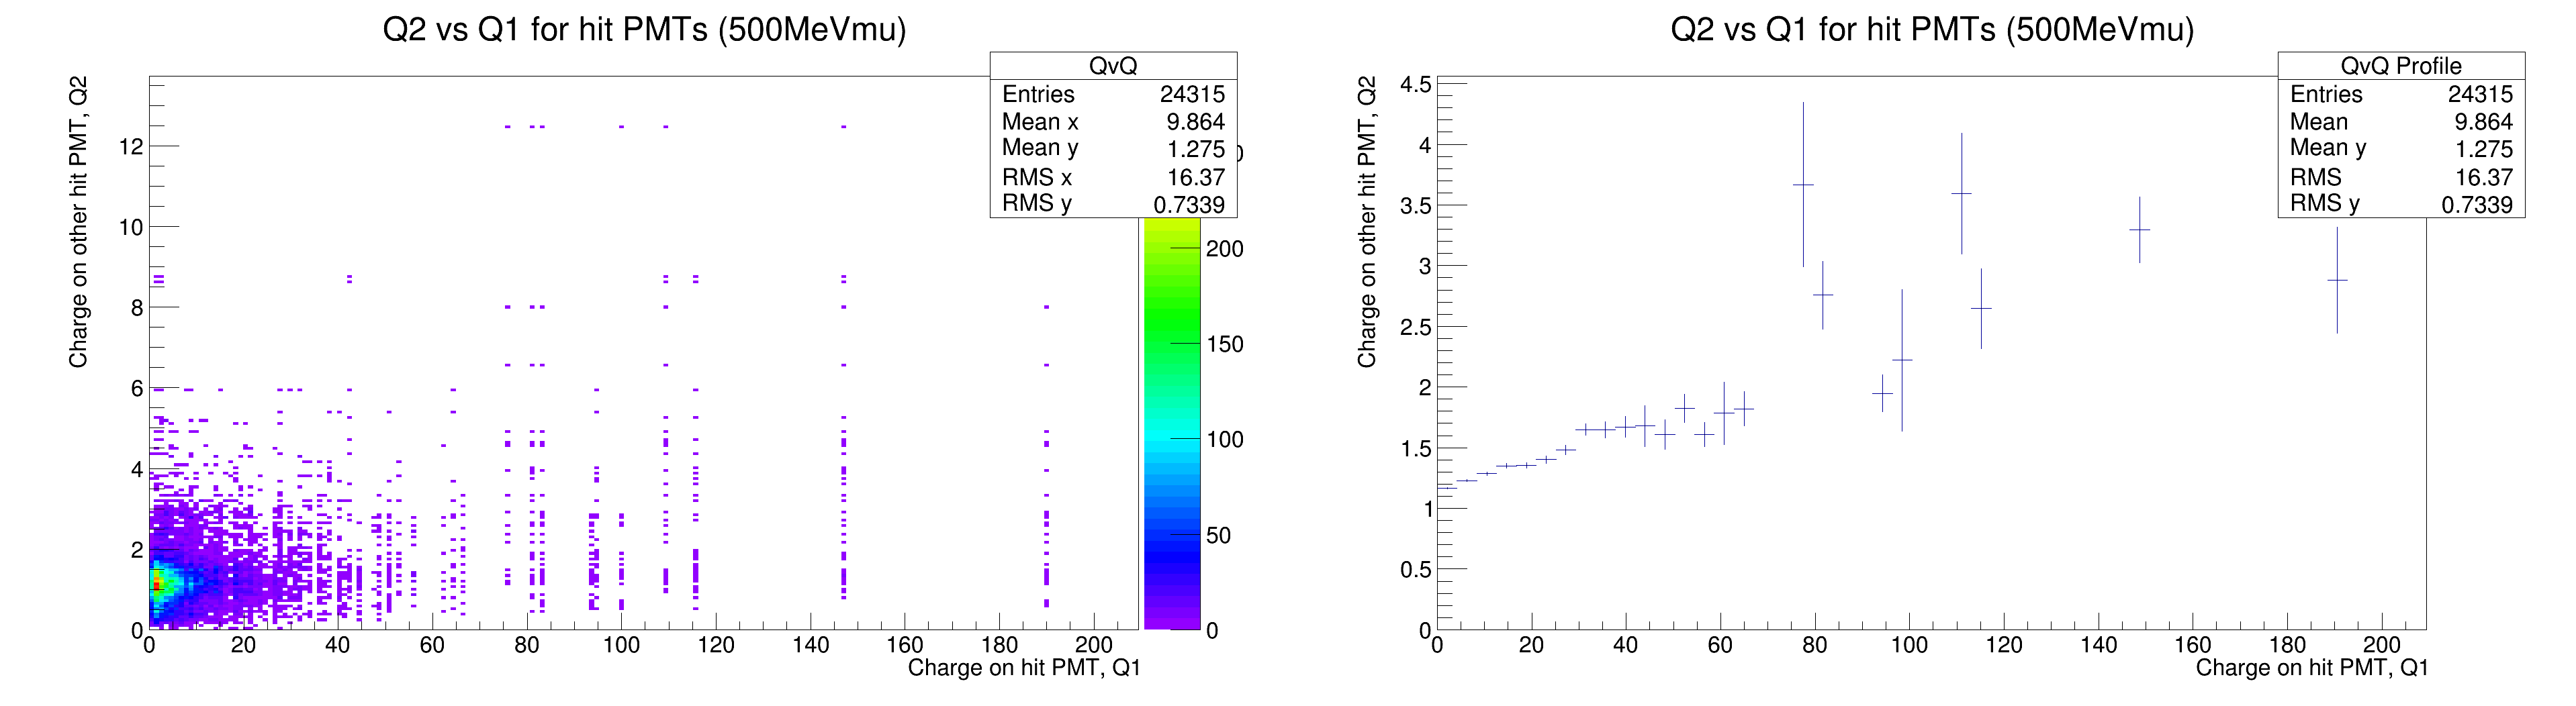 Q2 vs Q1 for hit PMTs (500MeVmu)
QvQ
Entries 24315
Mean x 9.864
Mean y 1.275
RMS x 16.37
RMS y 0.7339
Charge on other hit PMT, Q2
12
10
8
6
4
2
0
0 20 40 60 80 100 120 140 160 180 200
Charge on hit PMT, Q1
200
150
100
50
0
Q2 vs Q1 for hit PMTs (500MeVmu)
QvQ Profile
Entries 24315
Mean 9.864
Mean y 1.275
RMS 16.37
RMS y 0.7339
Charge on other hit PMT, Q2
4.5
4
3.5
3
2.5
2
1.5
1
0.5
0
0 20 40 60 80 100 120 140 160 180 200
Charge on hit PMT, Q1